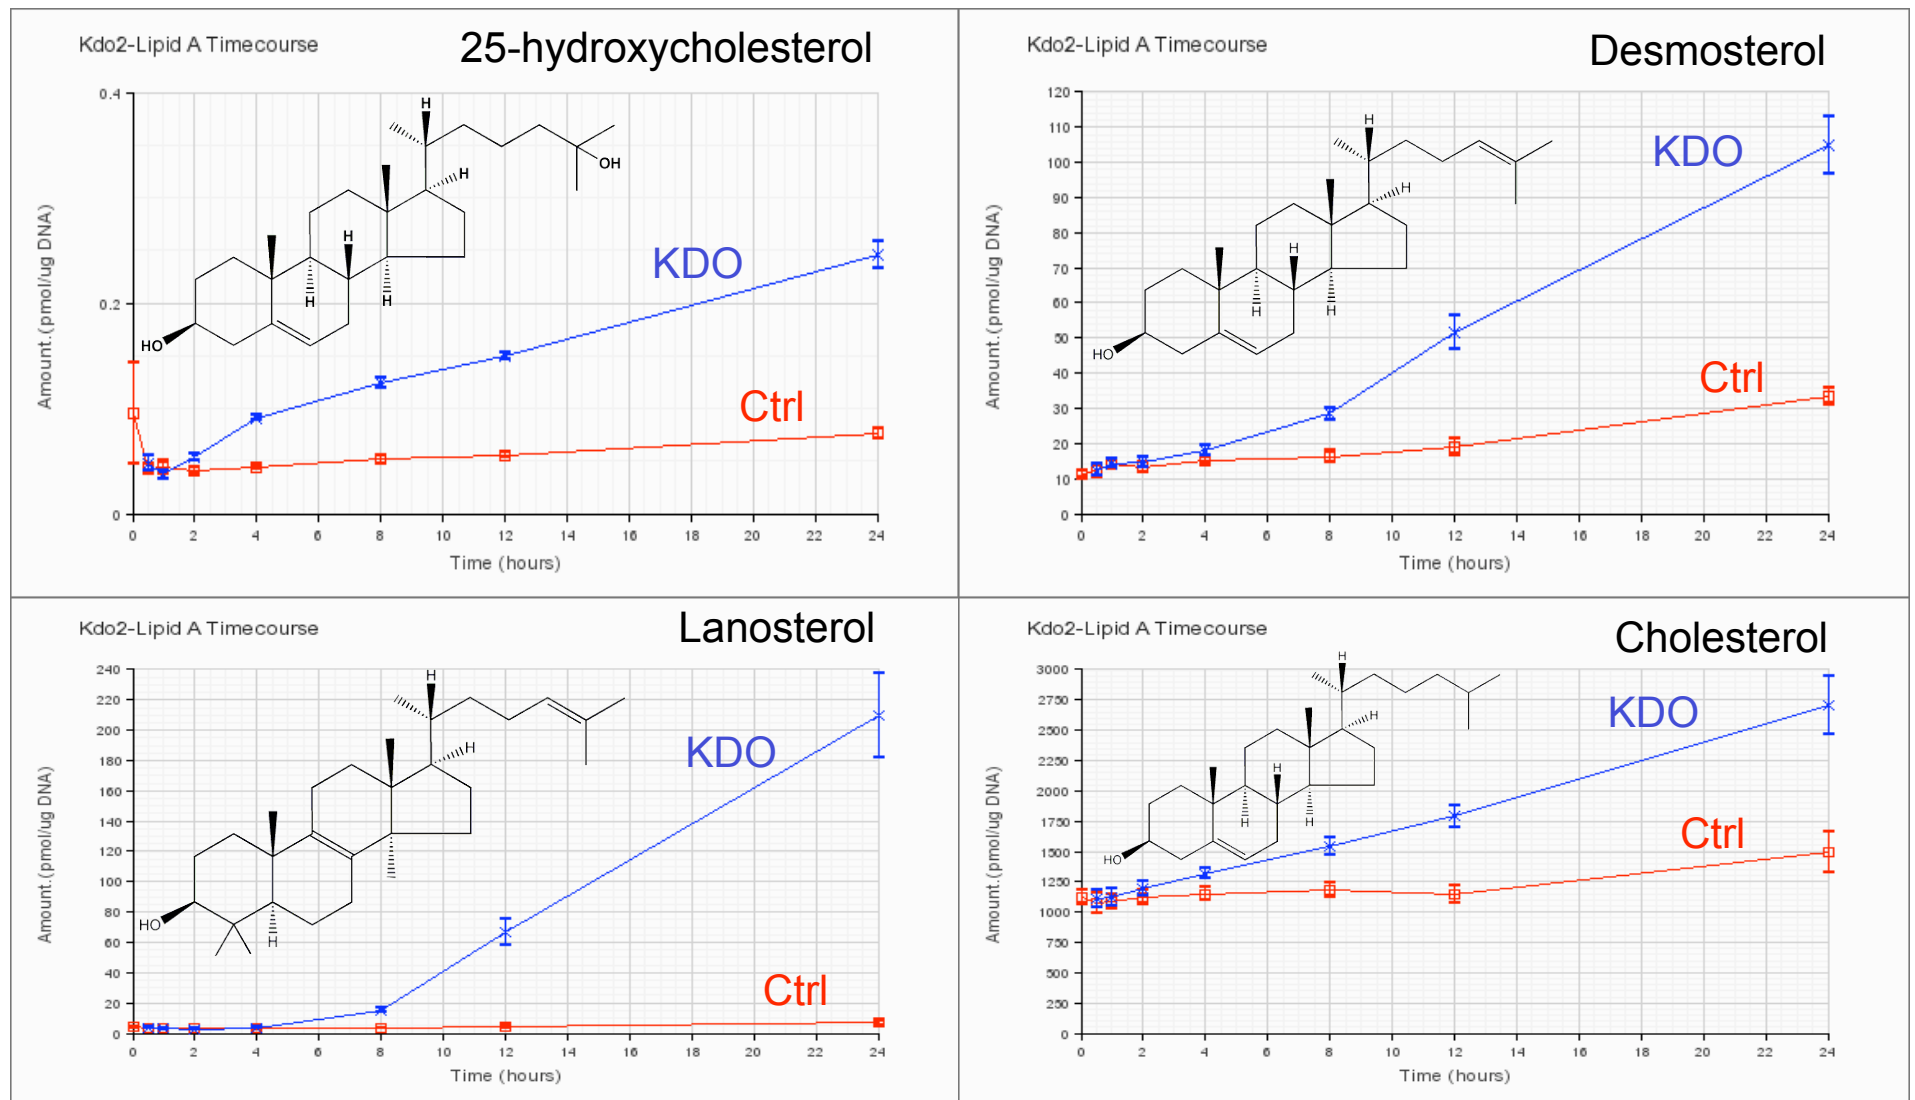 Kdo2-Lipid A Timecourse
25-hydroxycholesterol
Amount.(pmol/ug DNA)
0.4
0.2
0
H
OH
H
H
H
H
HO
KDO
Ctrl
0 2 4 6 8 10 12 14 16 18 20 22 24
Time (hours)
Kdo2-Lipid A Timecourse
Desmosterol
Amount.(pmol/ug DNA)
120
110
100
90
80
70
60
50
40
30
20
10
0
H
H
H
H
H
HO
KDO
Ctrl
0 2 4 6 8 10 12 14 16 18 20 22 24
Time (hours)
Kdo2-Lipid A Timecourse
Lanosterol
Amount.(pmol/ug DNA)
240
220
200
180
160
140
120
100
80
60
40
20
0
H
H
HO
H
KDO
Ctrl
0 2 4 6 8 10 12 14 16 18 20 22 24
Time (hours)
Kdo2-Lipid A Timecourse
Cholesterol
Amount.(pmol/ug DNA)
3000
2750
2500
2250
2000
1750
1500
1250
1000
750
500
250
0
H
H
H
H
H
HO
KDO
Ctrl
0 2 4 6 8 10 12 14 16 18 20 22 24
Time (hours)